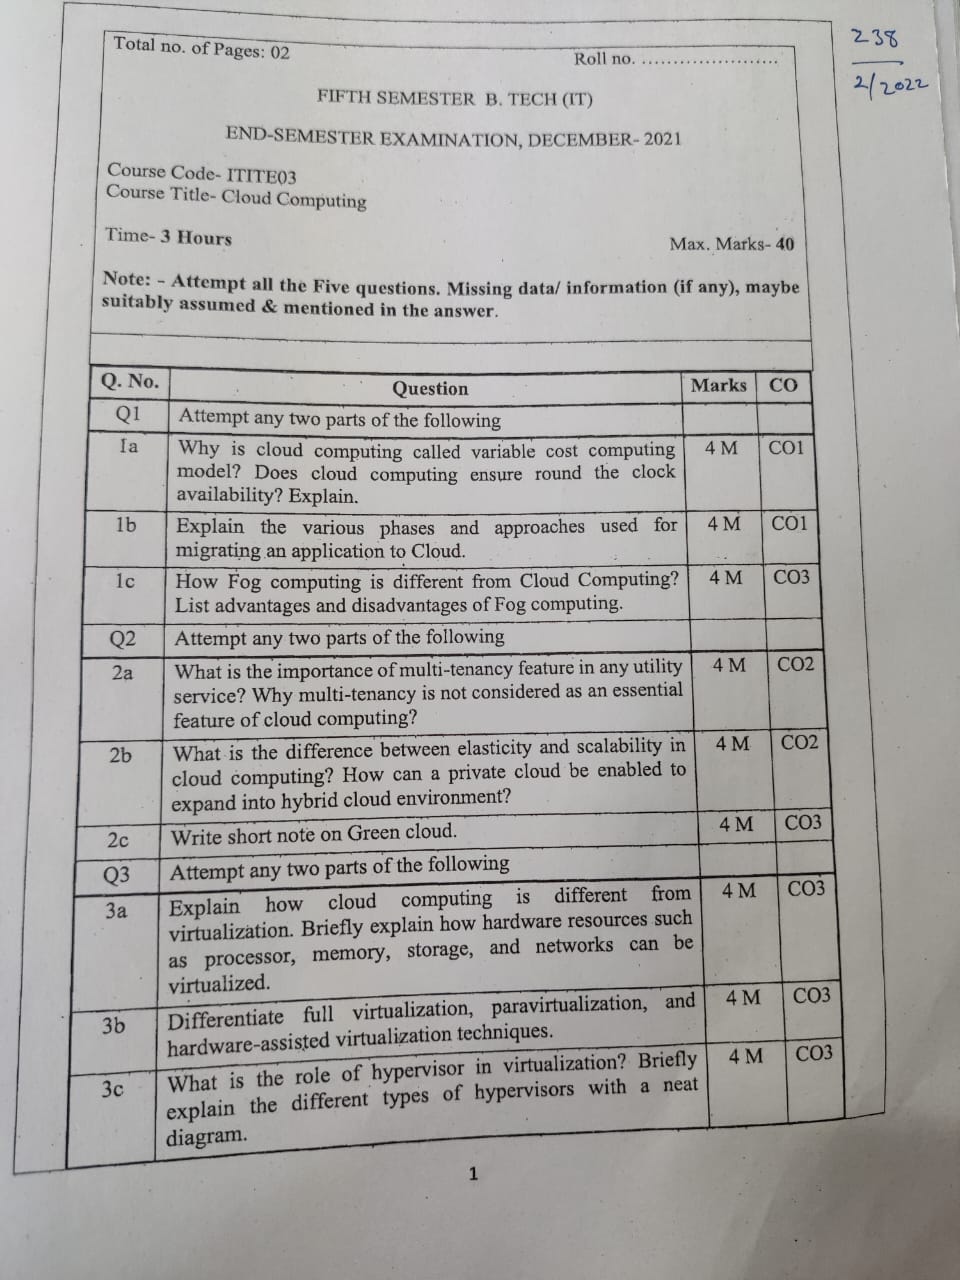 238
2/2022
Total no. of Pages: 02
Roll no. ......................
FIFTH SEMESTER B. TECH (IT)
END-SEMESTER EXAMINATION, DECEMBER- 2021
Course Code- ITITE03
Course Title- Cloud Computing
Time- 3 Hours
Max. Marks- 40
Note: - Attempt all the Five questions. Missing data/ information (if any), maybe
suitably assumed & mentioned in the answer.
Q. No. Question Marks CO
Q1 Attempt any two parts of the following
1a Why is cloud computing called variable cost computing 4 M CO1
model? Does cloud computing ensure round the clock
availability? Explain.
1b Explain the various phases and approaches used for 4 M CO1
migrating an application to Cloud.
1c How Fog computing is different from Cloud Computing? 4 M CO3
List advantages and disadvantages of Fog computing.
Q2 Attempt any two parts of the following
2a What is the importance of multi-tenancy feature in any utility 4 M CO2
service? Why multi-tenancy is not considered as an essential
feature of cloud computing?
2b What is the difference between elasticity and scalability in 4 M CO2
cloud computing? How can a private cloud be enabled to
expand into hybrid cloud environment?
2c Write short note on Green cloud. 4 M CO3
Q3 Attempt any two parts of the following
3a Explain how cloud computing is different from 4 M CO3
virtualization. Briefly explain how hardware resources such
as processor, memory, storage, and networks can be
virtualized.
3b Differentiate full virtualization, paravirtualization, and 4 M CO3
hardware-assisted virtualization techniques.
3c What is the role of hypervisor in virtualization? Briefly 4 M CO3
explain the different types of hypervisors with a neat
diagram.
1